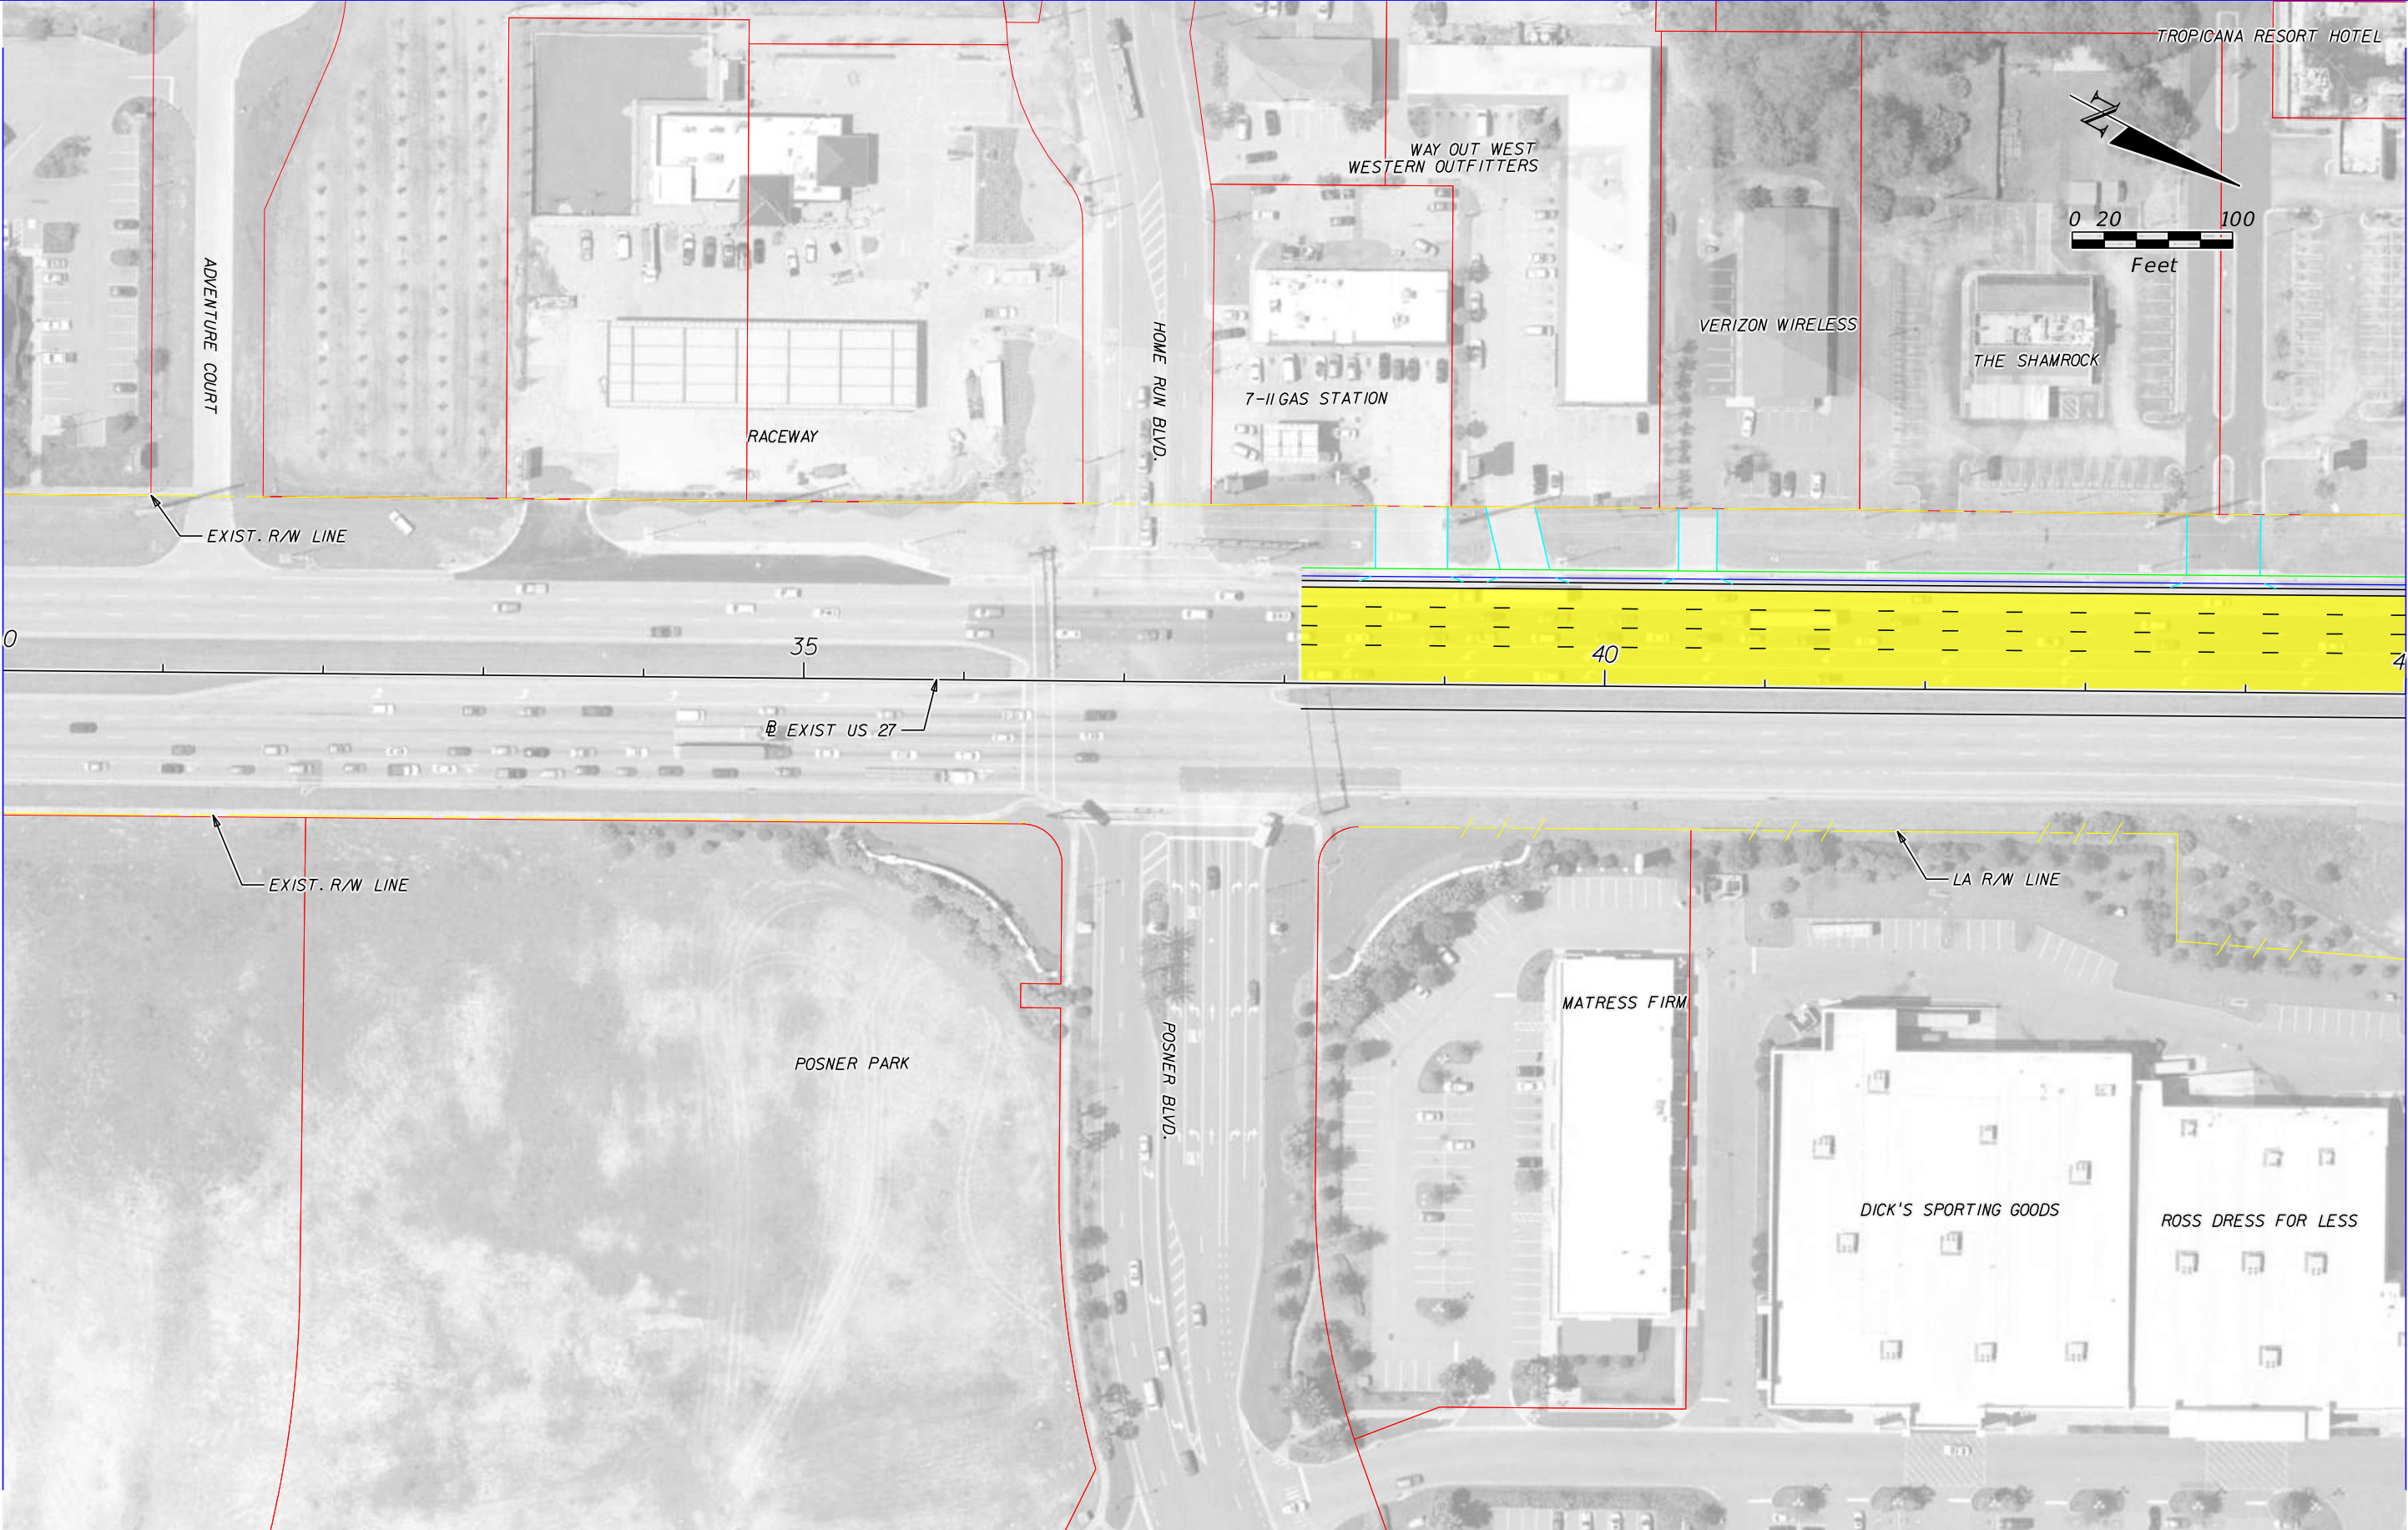 TROPICANA RESORT HOTEL
N
WAY OUT WEST
WESTERN OUTFITTERS
0 20 100
Feet
ADVENTURE COURT
HOME RUN BLVD.
VERIZON WIRELESS
THE SHAMROCK
7-11 GAS STATION
RACEWAY
EXIST. R/W LINE
0
35
40
4
B EXIST US 27
EXIST. R/W LINE
LA R/W LINE
MATRESS FIRM
POSNER PARK
POSNER BLVD.
DICK'S SPORTING GOODS
ROSS DRESS FOR LESS